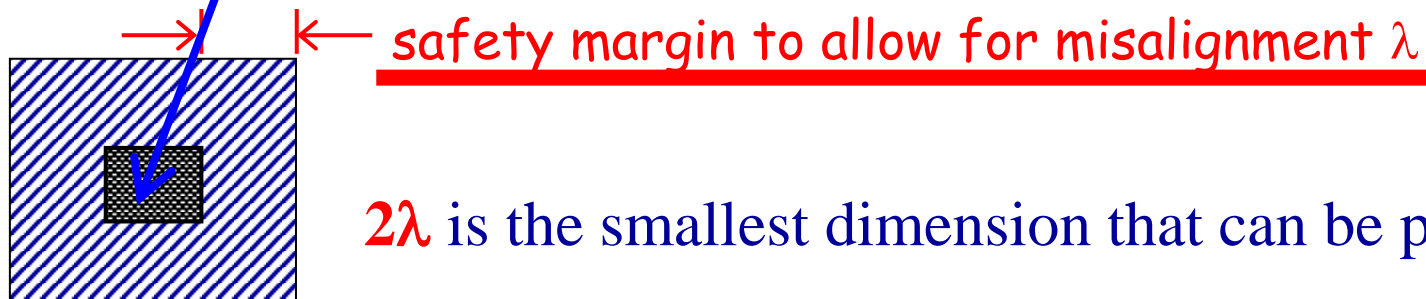 safety margin to allow for misalignment λ
2λ is the smallest dimension that can be